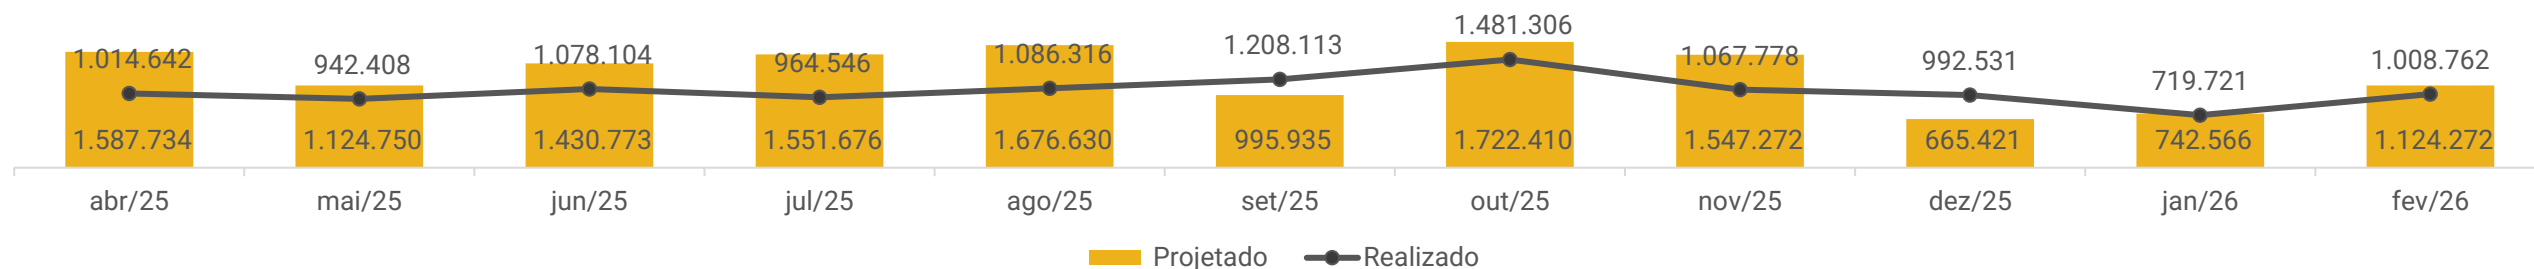 1.014.642 942.408 1.078.104 964.546 1.086.316 1.208.113 1.481.306 1.067.778 992.531 719.721 1.008.762
1.587.734 1.124.750 1.430.773 1.551.676 1.676.630 995.935 1.722.410 1.547.272 665.421 742.566 1.124.272
abr/25 mai/25 jun/25 jul/25 ago/25 set/25 out/25 nov/25 dez/25 jan/26 fev/26
Projetado Realizado